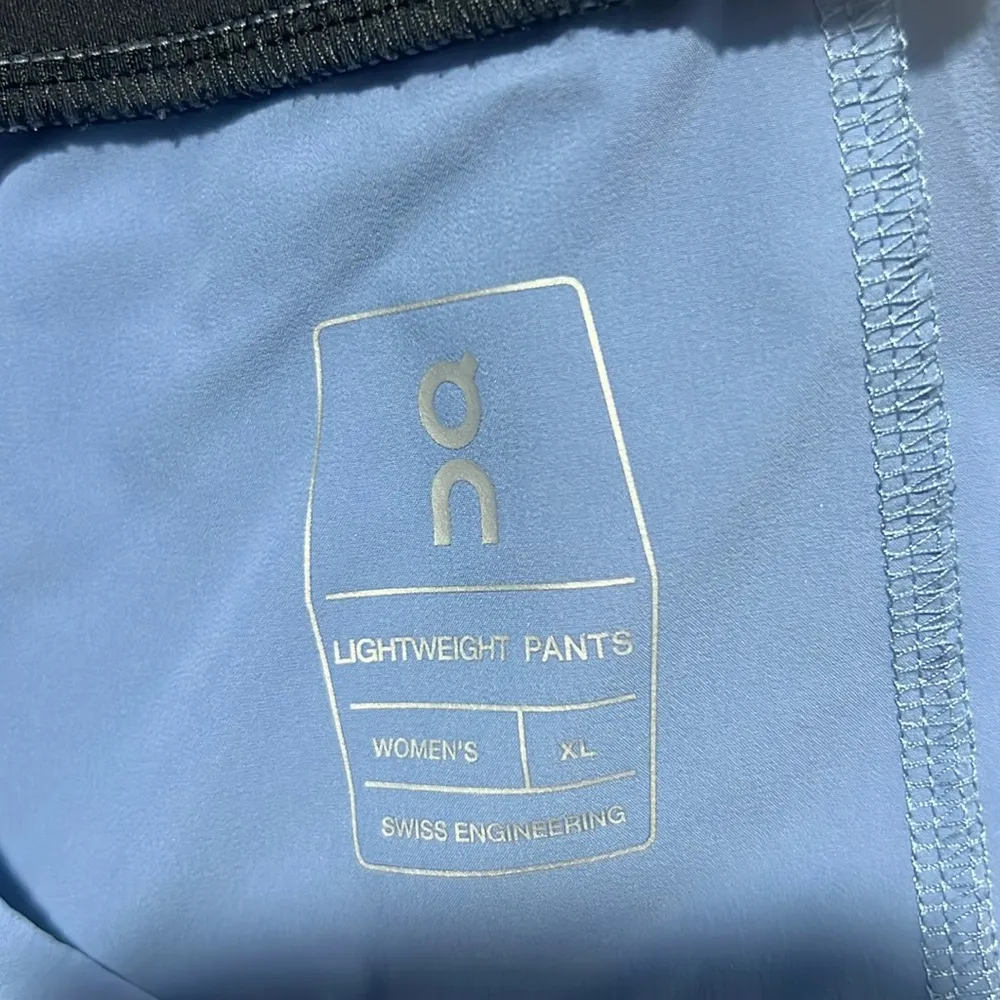 On
LIGHTWEIGHT PANTS
WOMEN'S XL
SWISS ENGINEERING